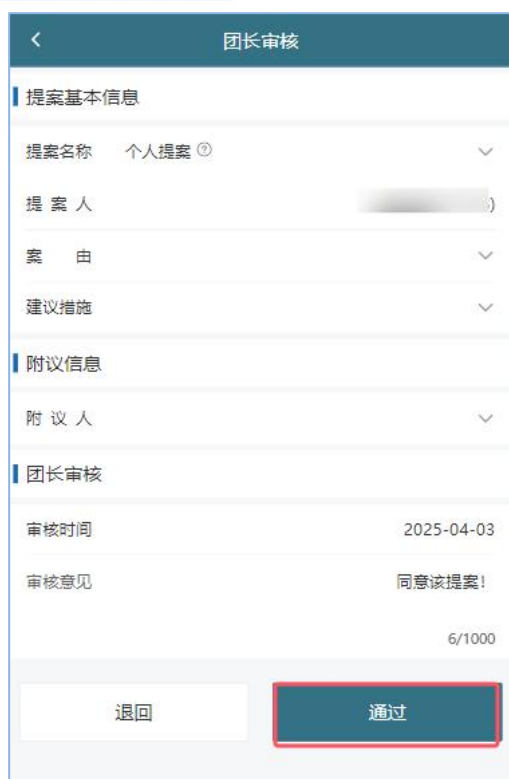 团长审核
提案基本信息
提案名称 个人提案
提 案 人 )
案 由
建议措施
附议信息
附 议 人
团长审核
审核时间 2025-04-03
审核意见 同意该提案！
6/1000
退回 通过